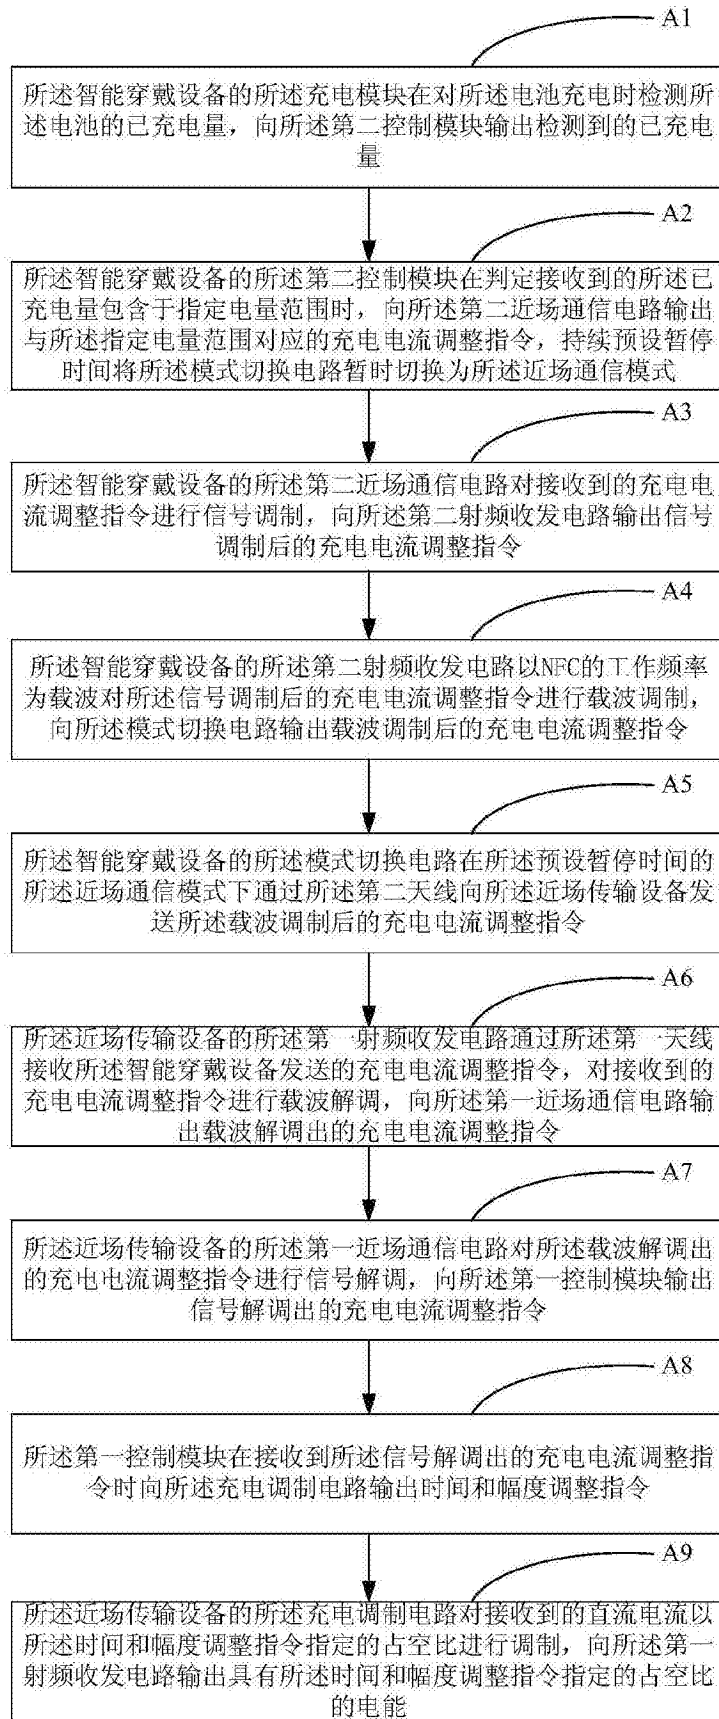 A1
所述智能穿戴设备的所述充电模块在对所述电池充电时检测所
述电池的已充电量，向所述第二控制模块输出检测到的已充电
量
A2
所述智能穿戴设备的所述第二控制模块在判定接收到的所述已
充电量包含于指定电量范围时，向所述第二近场通信电路输出
与所述指定电量范围对应的充电电流调整指令，持续预设暂停
时间将所述模式切换电路暂时切换为所述近场通信模式
A3
所述智能穿戴设备的所述第二近场通信电路对接收到的充电电
流调整指令进行信号调制，向所述第二射频收发电路输出信号
调制后的充电电流调整指令
A4
所述智能穿戴设备的所述第二射频收发电路以NFC的工作频率
为载波对所述信号调制后的充电电流调整指令进行载波调制，
向所述模式切换电路输出载波调制后的充电电流调整指令
A5
所述智能穿戴设备的所述模式切换电路在所述预设暂停时间的
所述近场通信模式下通过所述第二天线向所述近场传输设备发
送所述载波调制后的充电电流调整指令
A6
所述近场传输设备的所述第一射频收发电路通过所述第一天线
接收所述智能穿戴设备发送的充电电流调整指令，对接收到的
充电电流调整指令进行载波解调，向所述第一近场通信电路输
出载波解调出的充电电流调整指令
A7
所述近场传输设备的所述第一近场通信电路对所述载波解调出
的充电电流调整指令进行信号解调，向所述第一控制模块输出
信号解调出的充电电流调整指令
A8
所述第一控制模块在接收到所述信号解调出的充电电流调整指
令时向所述充电调制电路输出时间和幅度调整指令
A9
所述近场传输设备的所述充电调制电路对接收到的直流电流以
所述时间和幅度调整指令指定的占空比进行调制，向所述第一
射频收发电路输出具有所述时间和幅度调整指令指定的占空比
的电能